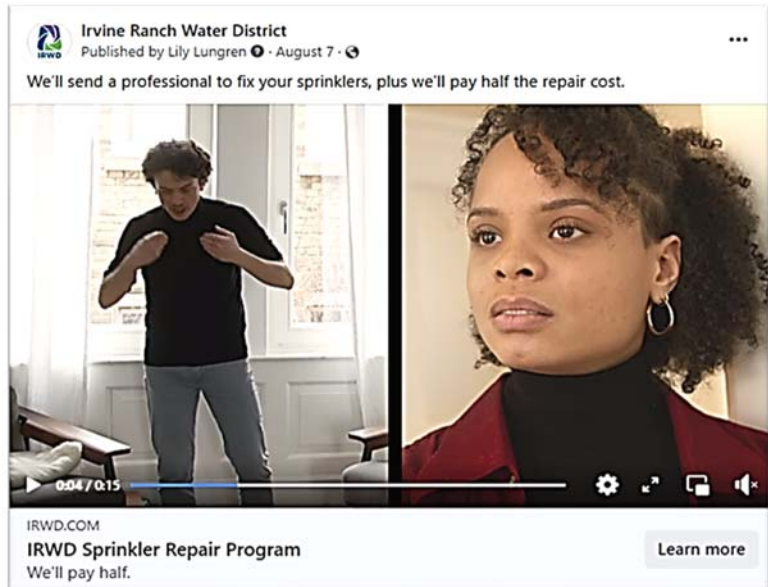 IRWD
Irvine Ranch Water District
Published by Lily Lungren · August 7 ·
We'll send a professional to fix your sprinklers, plus we'll pay half the repair cost.
0:04 / 0:15
IRWD.COM
IRWD Sprinkler Repair Program
We'll pay half.
Learn more